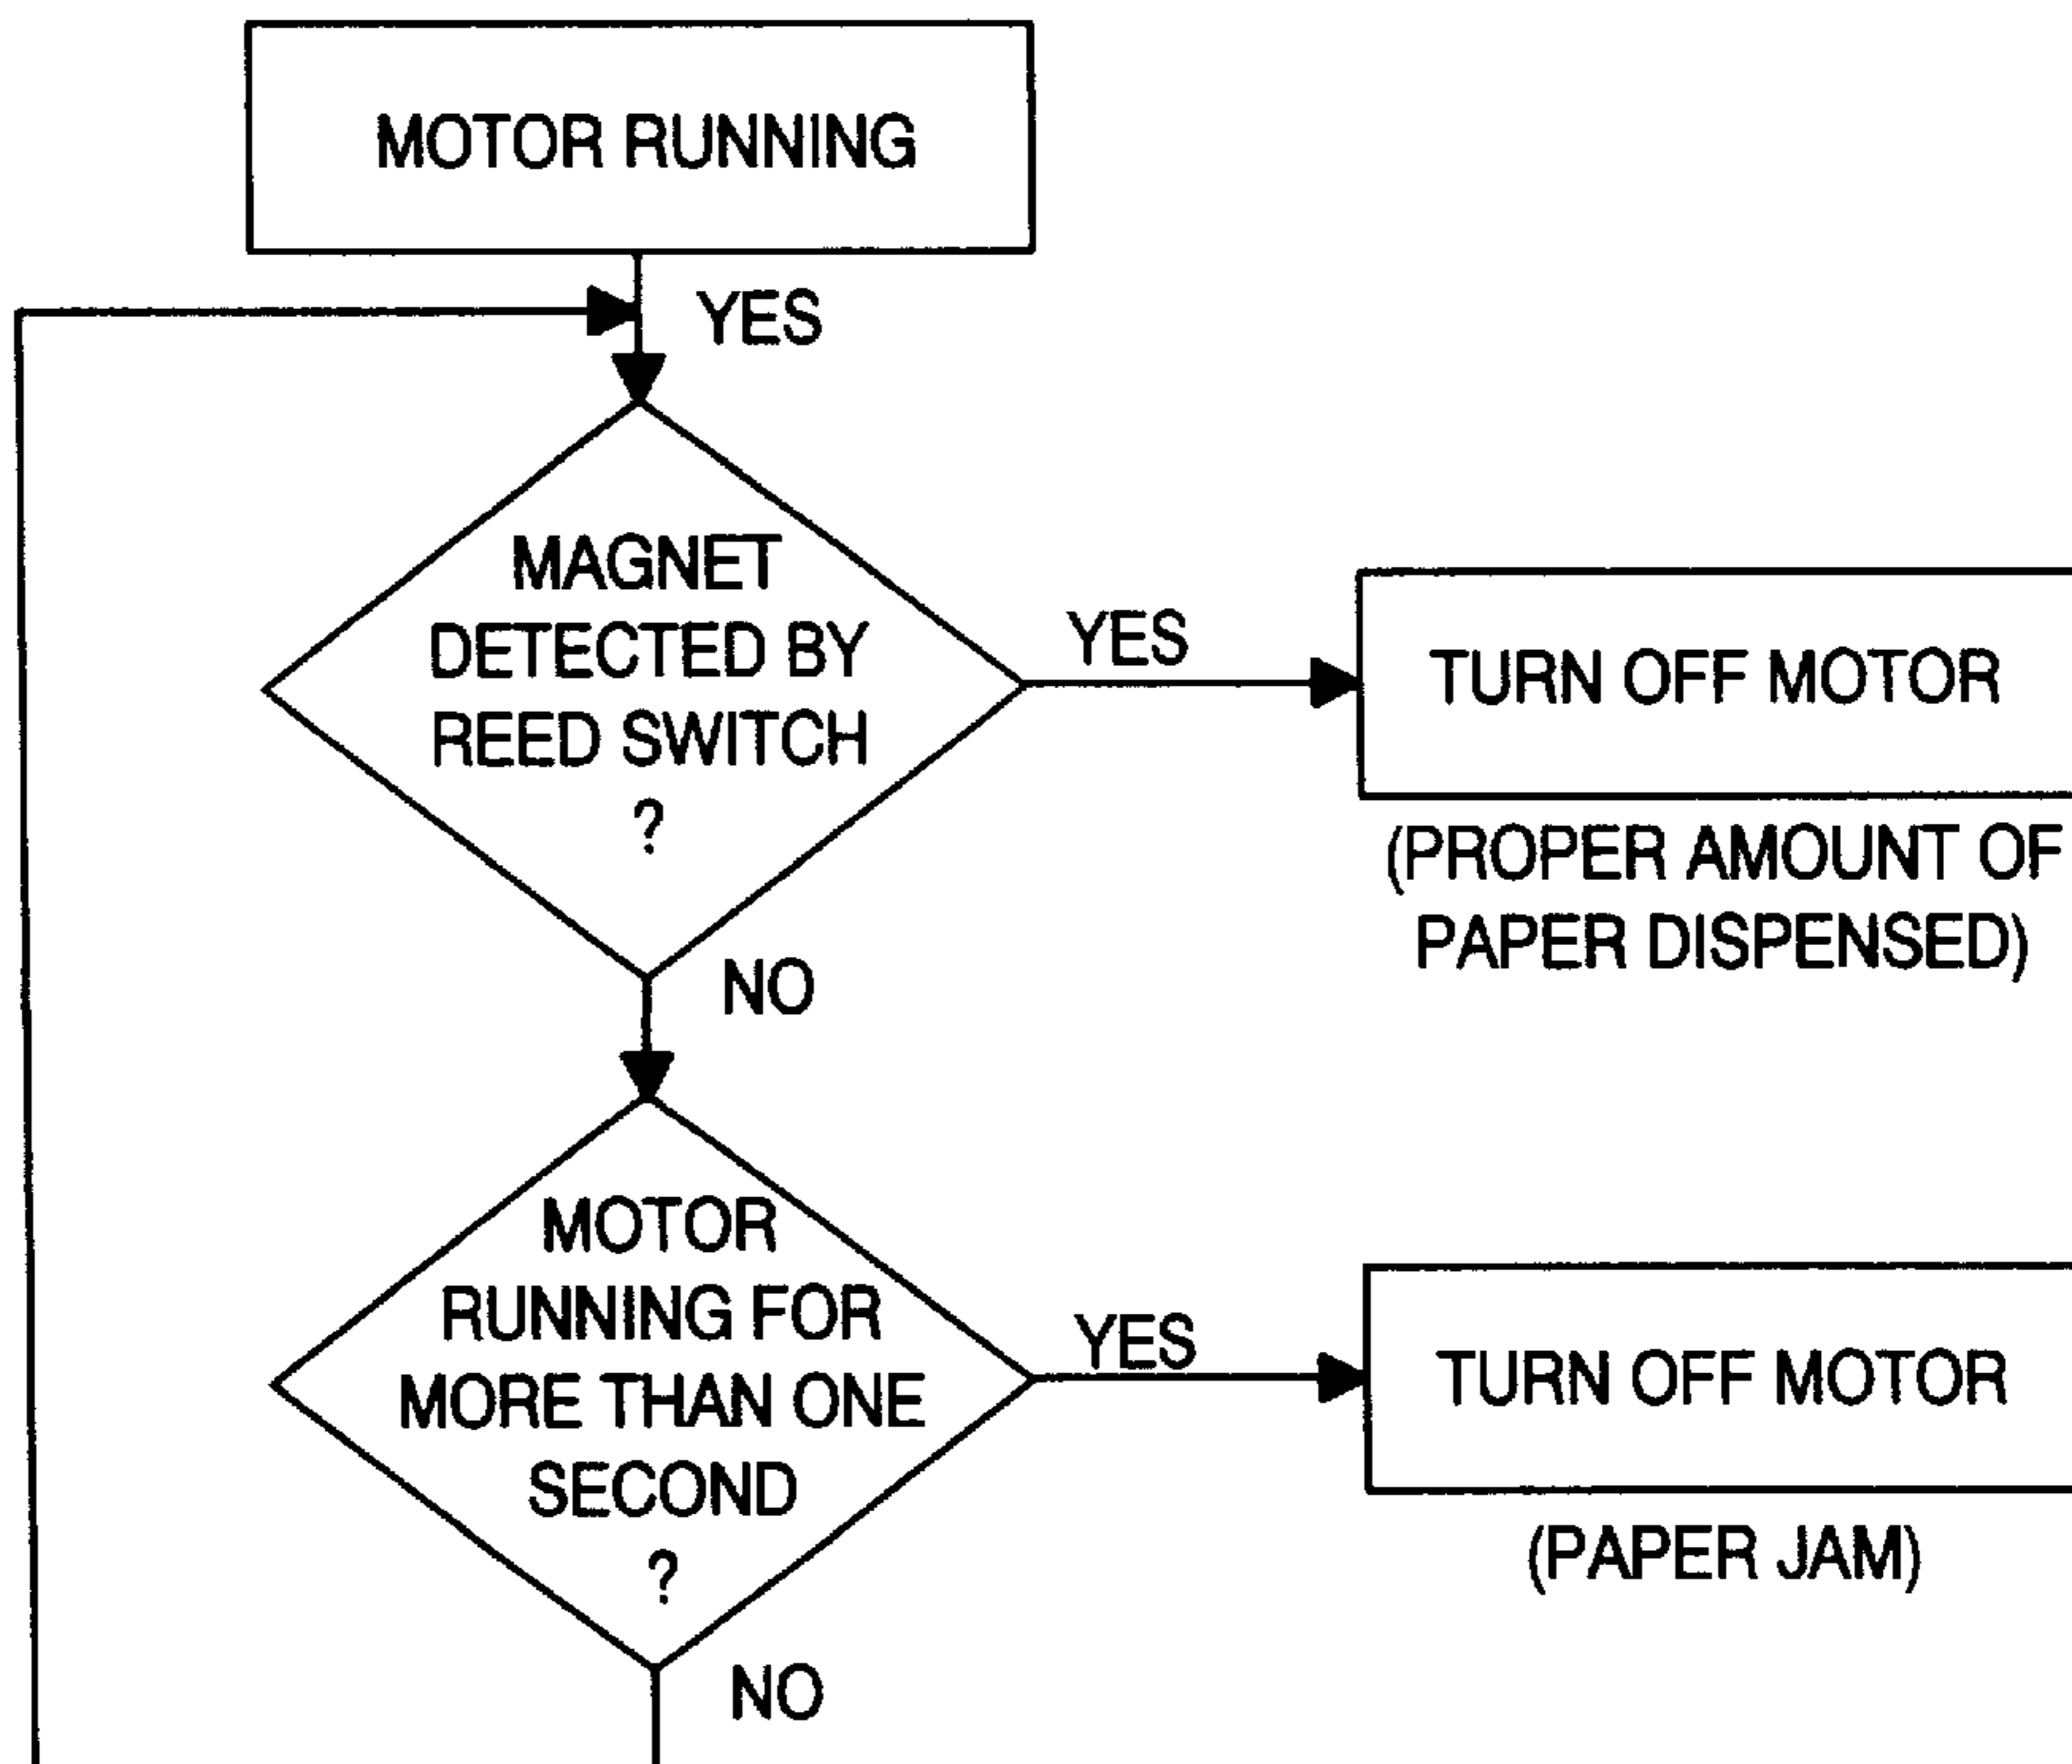 MOTOR RUNNING
YES
MAGNET
DETECTED BY
REED SWITCH
?
YES
TURN OFF MOTOR
(PROPER AMOUNT OF
PAPER DISPENSED)
NO
MOTOR
RUNNING FOR
MORE THAN ONE
SECOND
?
YES
TURN OFF MOTOR
(PAPER JAM)
NO